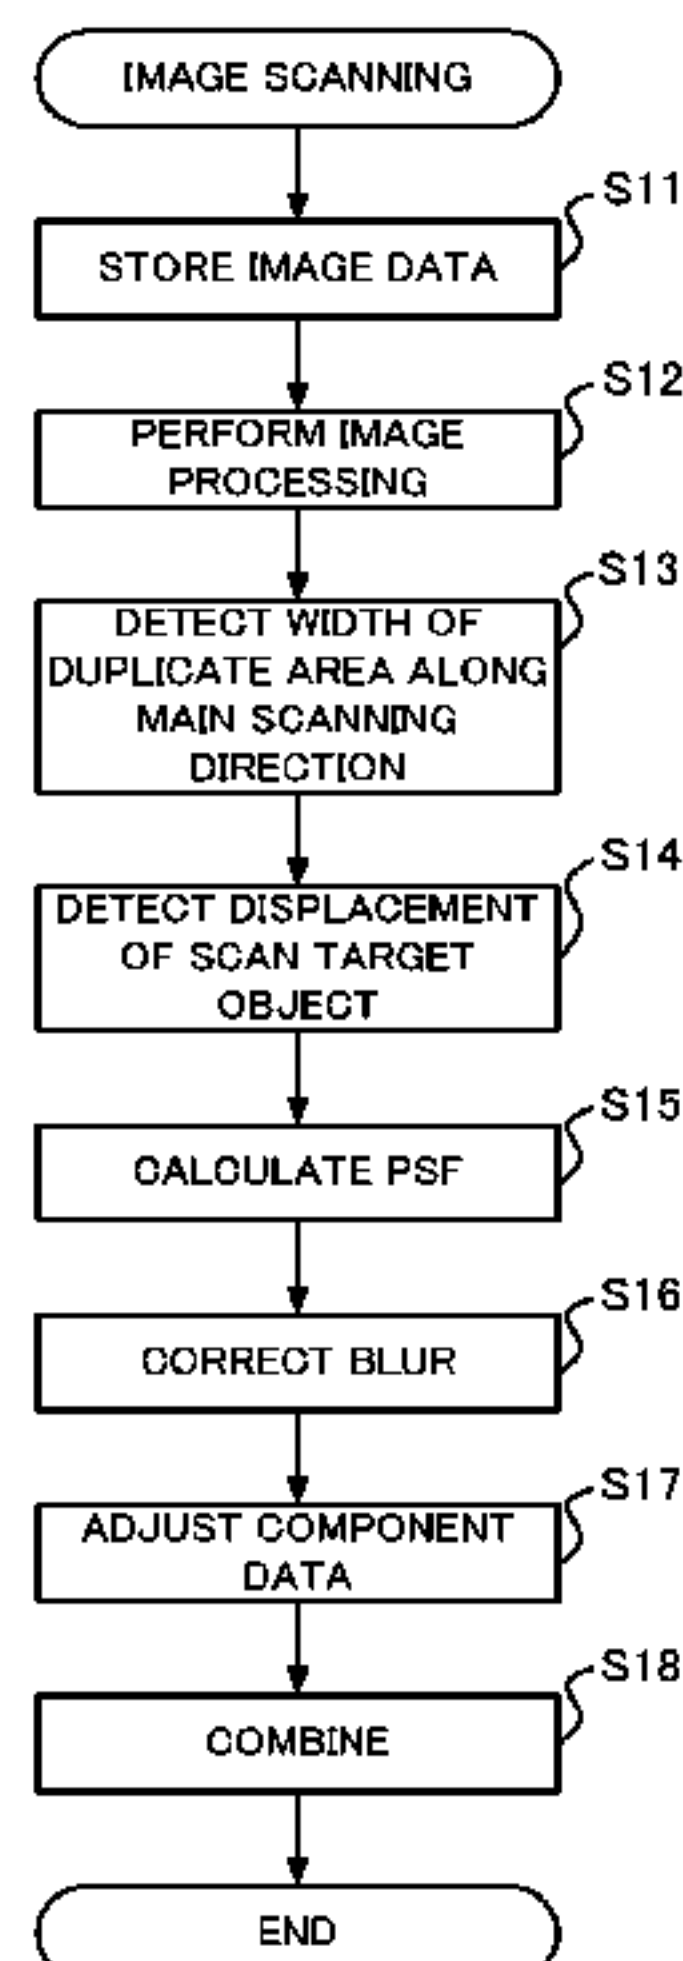 IMAGE SCANNING
S11
STORE IMAGE DATA
S12
PERFORM IMAGE
PROCESSING
S13
DETECT WIDTH OF
DUPLICATE AREA ALONG
MAIN SCANNING
DIRECTION
S14
DETECT DISPLACEMENT
OF SCAN TARGET
OBJECT
S15
CALCULATE PSF
S16
CORRECT BLUR
S17
ADJUST COMPONENT
DATA
S18
COMBINE
END